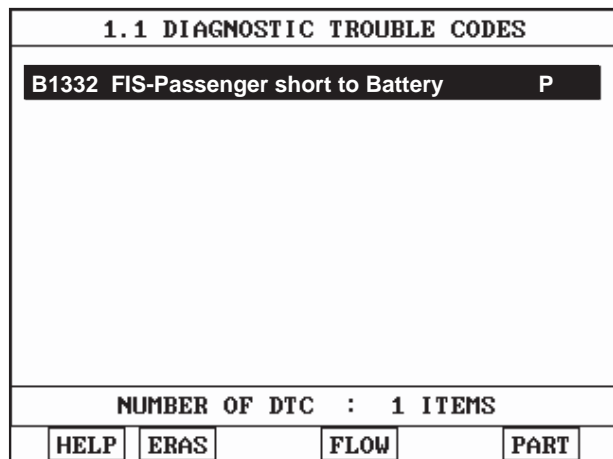 1.1 DIAGNOSTIC TROUBLE CODES
B1332 FIS-Passenger short to Battery P
NUMBER OF DTC : 1 ITEMS
HELP ERAS FLOW PART